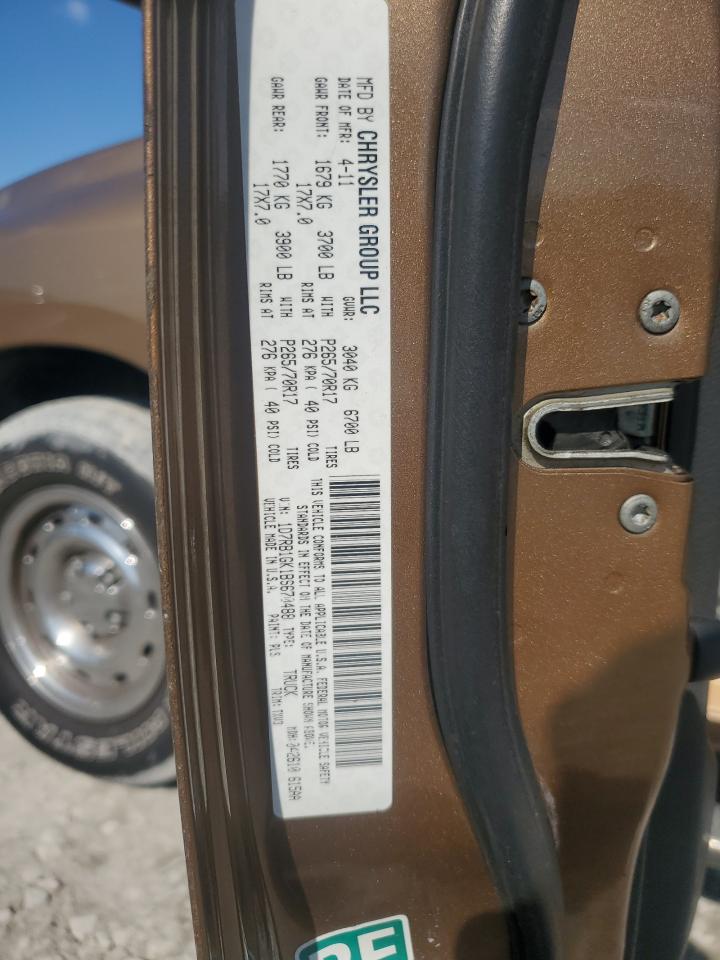 MFD BY CHRYSLER GROUP LLC
DATE OF MFR: 4-11 GVWR: 3040 KG 6700 LB
GAWR FRONT: 1679 KG 3700 LB WITH P265/70R17 TIRES
17X7.0 RIMS AT 276 KPA ( 40 PSI) COLD
GAWR REAR: 1770 KG 3900 LB WITH P265/70R17 TIRES
17X7.0 RIMS AT 276 KPA ( 40 PSI) COLD
THIS VEHICLE CONFORMS TO ALL APPLICABLE U.S.A. FEDERAL MOTOR VEHICLE SAFETY
STANDARDS IN EFFECT ON THE DATE OF MANUFACTURE SHOWN ABOVE.
TYPE: TRUCK
VEHICLE MADE IN U.S.A. PAINT: PLS